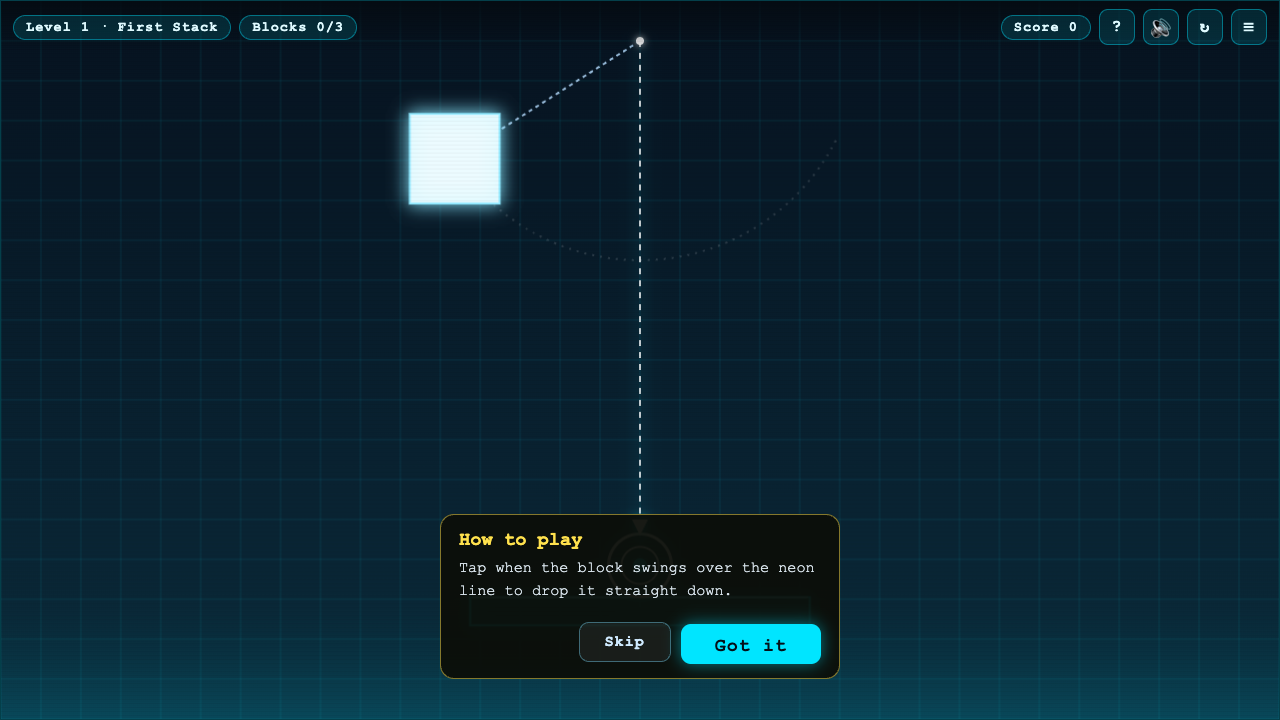 Level 1 · First Stack
Blocks 0/3
Score 0
?
How to play
Tap when the block swings over the neon
line to drop it straight down.
Skip
Got it